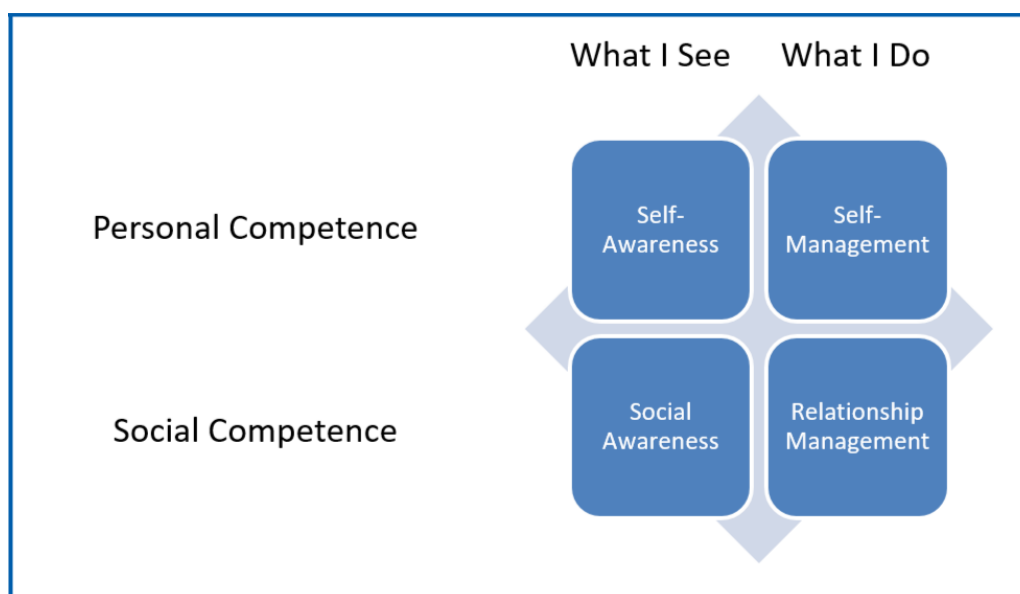 What I See What I Do
Personal Competence
Self-
Awareness
Self-
Management
Social Competence
Social
Awareness
Relationship
Management